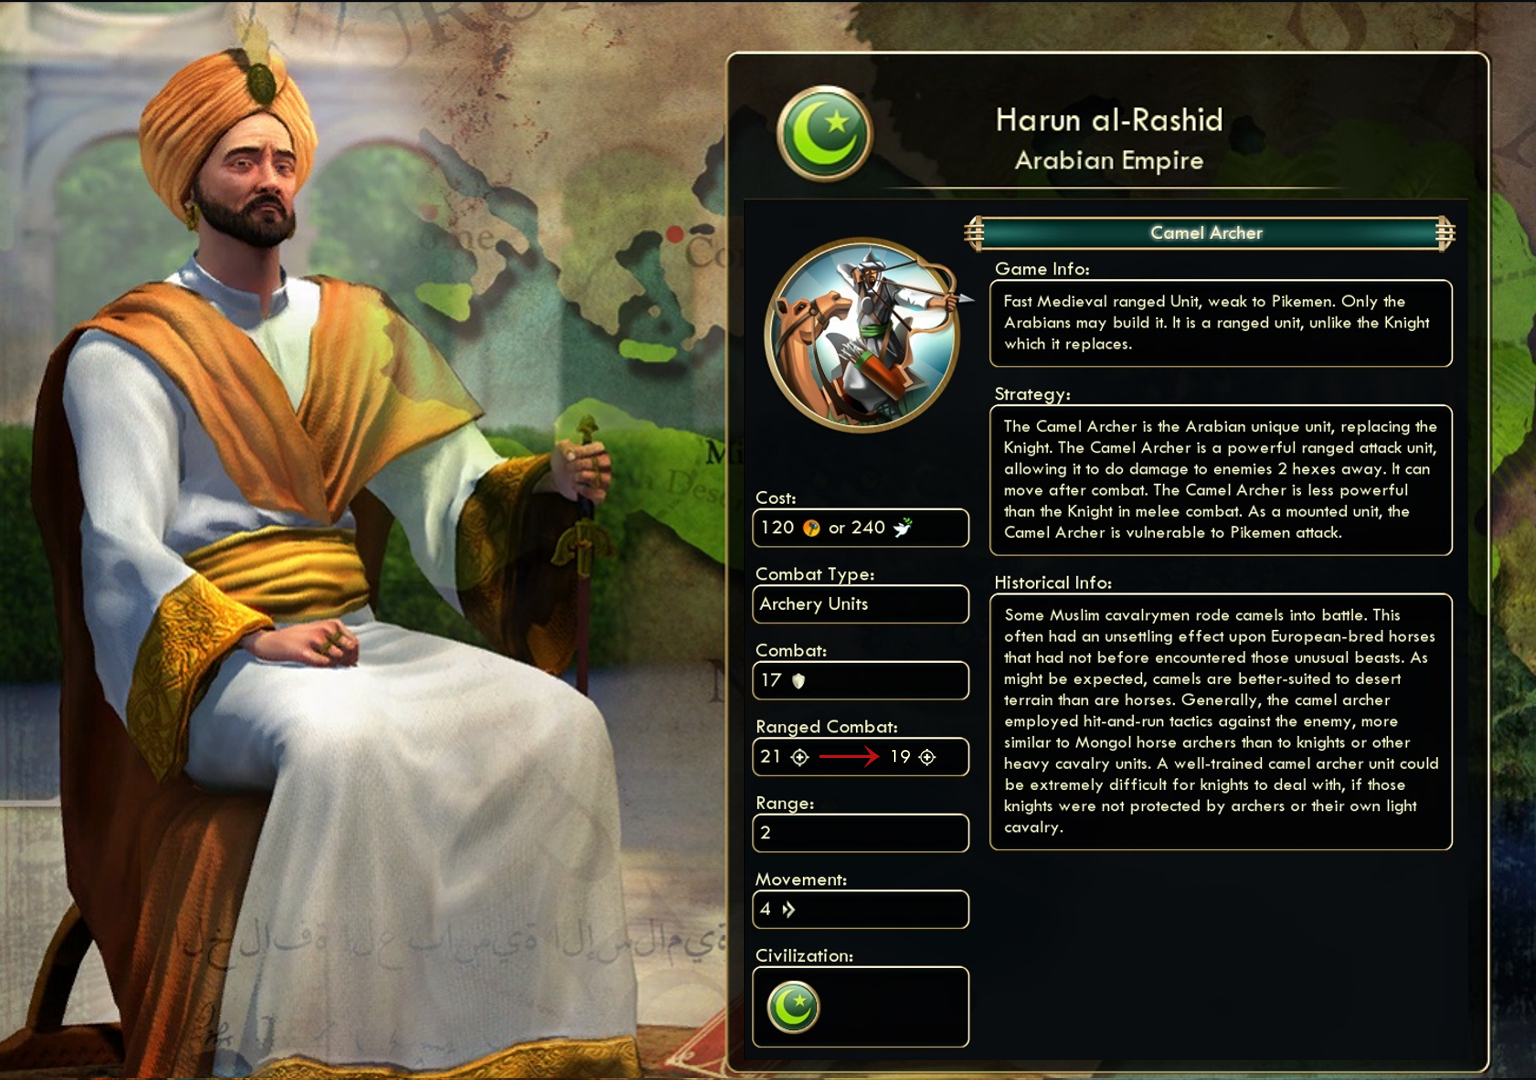 Harun al-Rashid
Arabian Empire
Camel Archer
Game Info:
Fast Medieval ranged Unit, weak to Pikemen. Only the
Arabians may build it. It is a ranged unit, unlike the Knight
which it replaces.
Strategy:
The Camel Archer is the Arabian unique unit, replacing the
Knight. The Camel Archer is a powerful ranged attack unit,
allowing it to do damage to enemies 2 hexes away. It can
move after combat. The Camel Archer is less powerful
than the Knight in melee combat. As a mounted unit, the
Camel Archer is vulnerable to Pikemen attack.
Historical Info:
Some Muslim cavalrymen rode camels into battle. This
often had an unsettling effect upon European-bred horses
that had not before encountered those unusual beasts. As
might be expected, camels are better-suited to desert
terrain than are horses. Generally, the camel archer
employed hit-and-run tactics against the enemy, more
similar to Mongol horse archers than to knights or other
heavy cavalry units. A well-trained camel archer unit could
be extremely difficult for knights to deal with, if those
knights were not protected by archers or their own light
cavalry.
Cost:
120 or 240
Combat Type:
Archery Units
Combat:
17
Ranged Combat:
21 → 19
Range:
2
Movement:
4
Civilization: